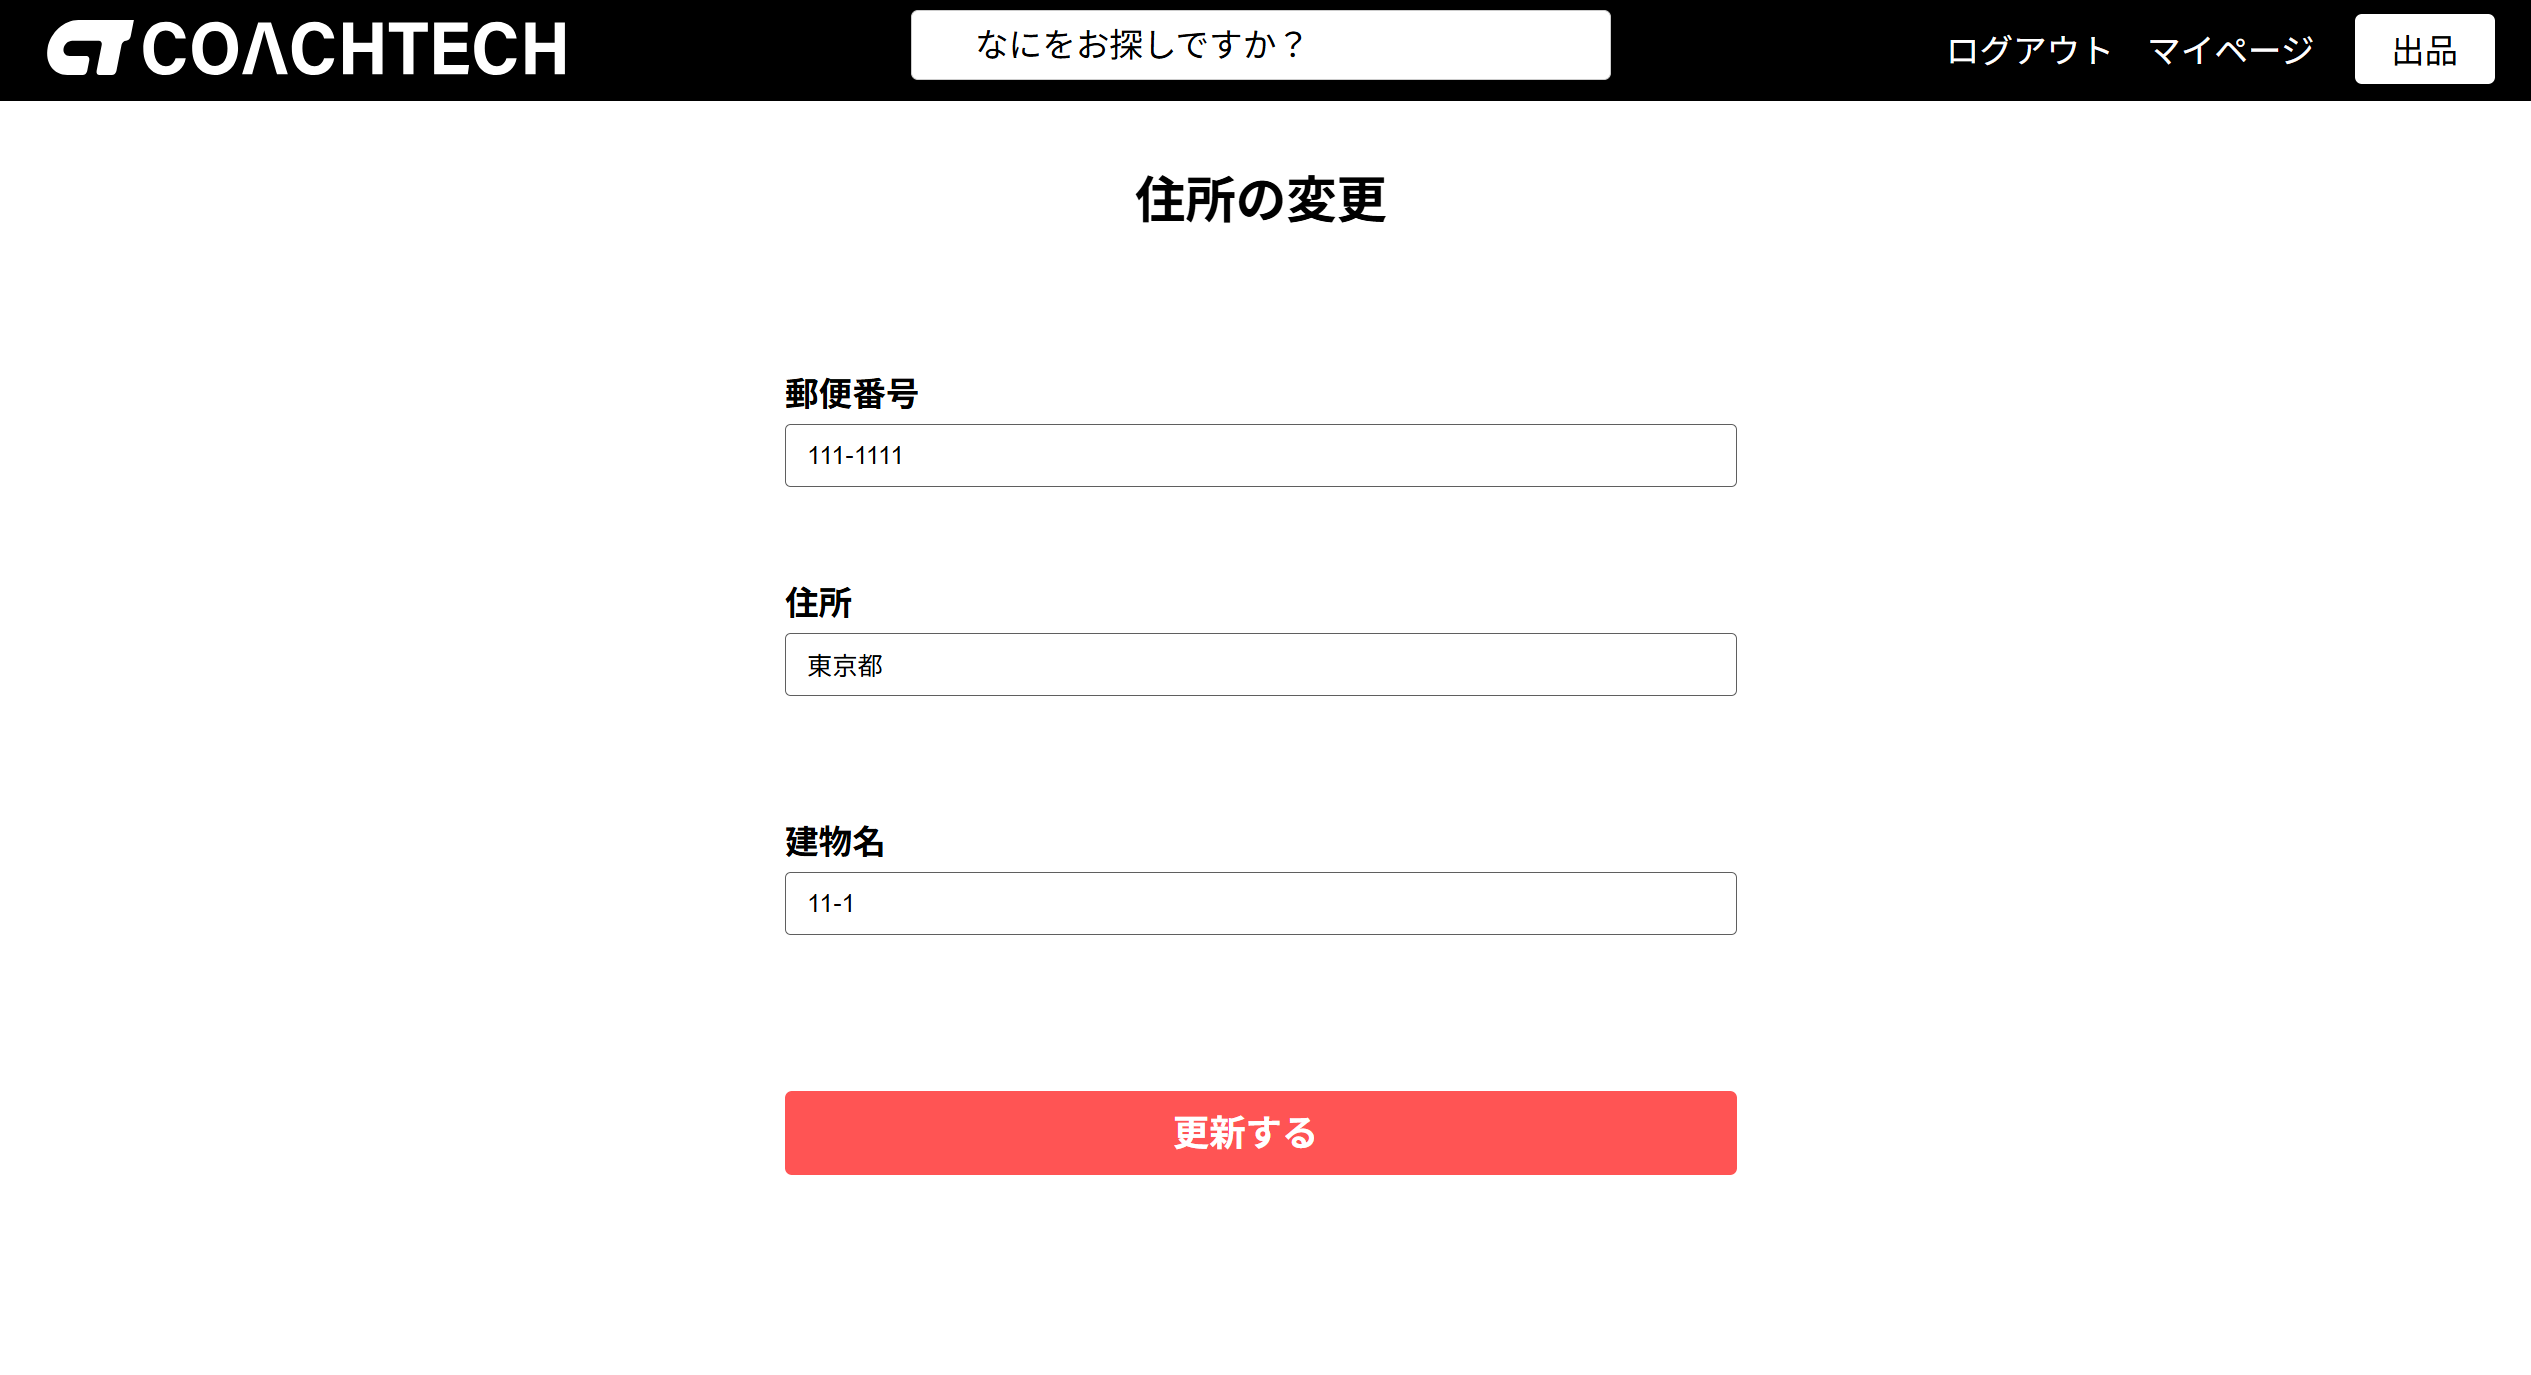 COACHTECH
なにをお探しですか？
ログアウト
マイページ
出品
住所の変更
郵便番号
111-1111
住所
東京都
建物名
11-1
更新する